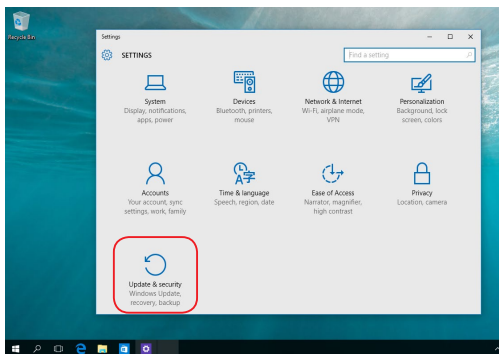 Recycle Bin
Settings
SETTINGS
Find a setting
System
Display, notifications,
apps, power
Devices
Bluetooth, printers,
mouse
Network & Internet
Wi-Fi, airplane mode,
VPN
Personalization
Background, lock
screen, colors
Accounts
Your account, sync
settings, work, family
Time & language
Speech, region, date
Ease of Access
Narrator, magnifier,
high contrast
Privacy
Location, camera
Update & security
Windows Update,
recovery, backup